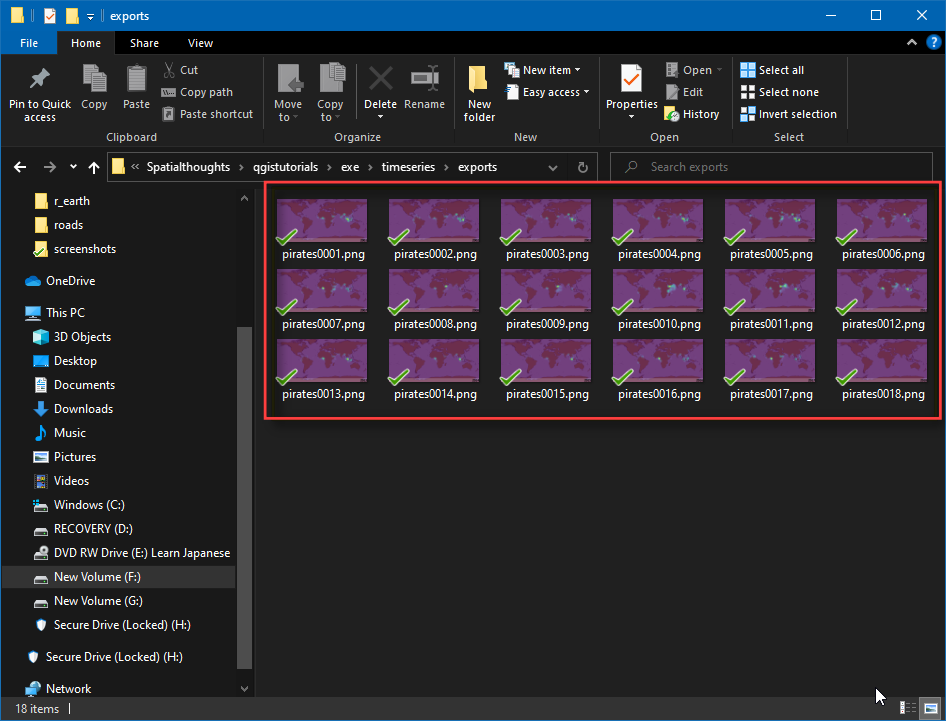 exports
File Home Share View
Pin to Quick access
Copy
Paste
Cut
Copy path
Paste shortcut
Clipboard
Move to
Copy to
Delete
Rename
Organize
New folder
New item
Easy access
New
Properties
Open
Edit
History
Open
Select all
Select none
Invert selection
Select
« Spatialthoughts › qgistutorials › exe › timeseries › exports
Search exports
r_earth
roads
screenshots
OneDrive
This PC
3D Objects
Desktop
Documents
Downloads
Music
Pictures
Videos
Windows (C:)
RECOVERY (D:)
DVD RW Drive (E:) Learn Japanese
New Volume (F:)
New Volume (G:)
Secure Drive (Locked) (H:)
Secure Drive (Locked) (H:)
Network
pirates0001.png pirates0002.png pirates0003.png pirates0004.png pirates0005.png pirates0006.png
pirates0007.png pirates0008.png pirates0009.png pirates0010.png pirates0011.png pirates0012.png
pirates0013.png pirates0014.png pirates0015.png pirates0016.png pirates0017.png pirates0018.png
18 items